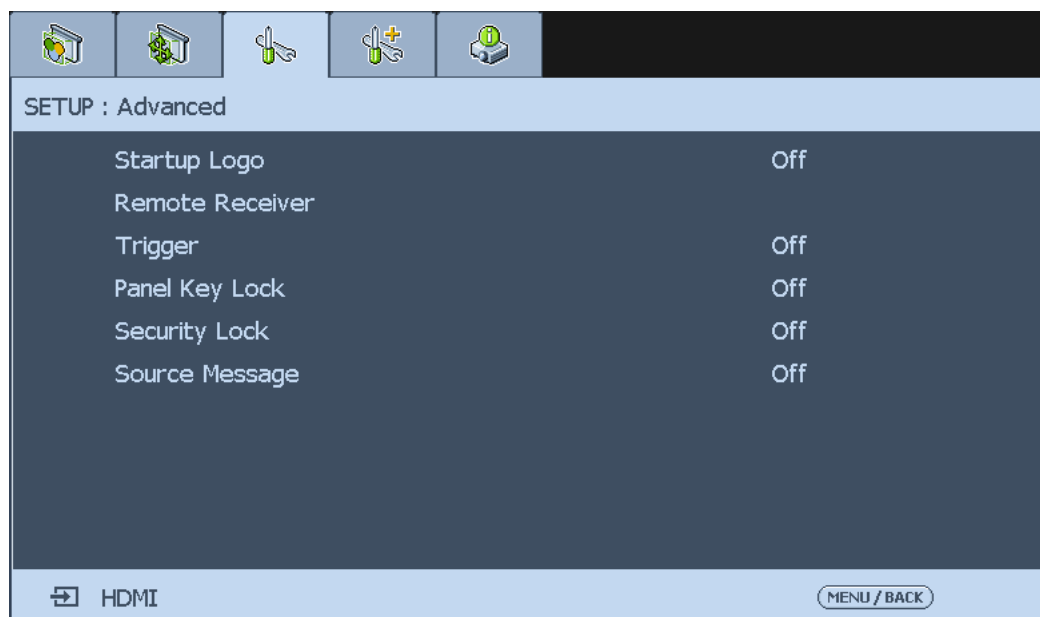 SETUP : Advanced
Startup Logo Off
Remote Receiver
Trigger Off
Panel Key Lock Off
Security Lock Off
Source Message Off
HDMI MENU / BACK